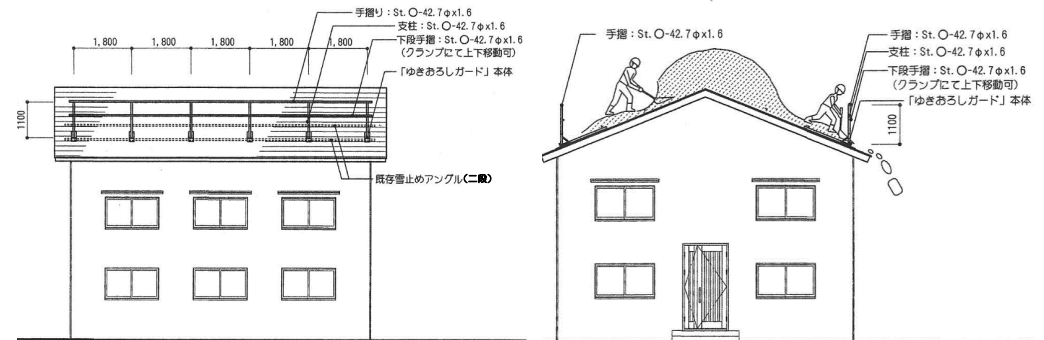 手摺り：St.〇-42.7φx1.6
支柱：St.〇-42.7φx1.6
下段手摺：St.〇-42.7φx1.6
（クランプにて上下移動可）
「ゆきおろしガード」本体
1,800 1,800 1,800 1,800 1,800
1100
既存雪止めアングル(二段)
手摺：St.〇-42.7φx1.6
手摺：St.〇-42.7φx1.6
支柱：St.〇-42.7φx1.6
下段手摺：St.〇-42.7φx1.6
（クランプにて上下移動可）
「ゆきおろしガード」本体
1100